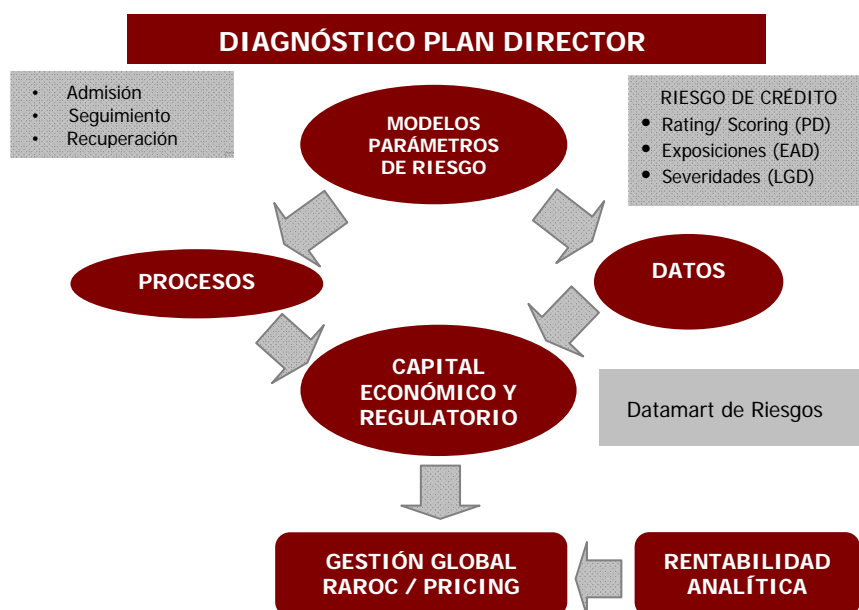 DIAGNÓSTICO PLAN DIRECTOR
• Admisión
• Seguimiento
• Recuperación
MODELOS
PARÁMETROS
DE RIESGO
RIESGO DE CRÉDITO
• Rating/ Scoring (PD)
• Exposiciones (EAD)
• Severidades (LGD)
PROCESOS
DATOS
CAPITAL
ECONÓMICO Y
REGULATORIO
Datamart de Riesgos
GESTIÓN GLOBAL
RAROC / PRICING
RENTABILIDAD
ANALÍTICA